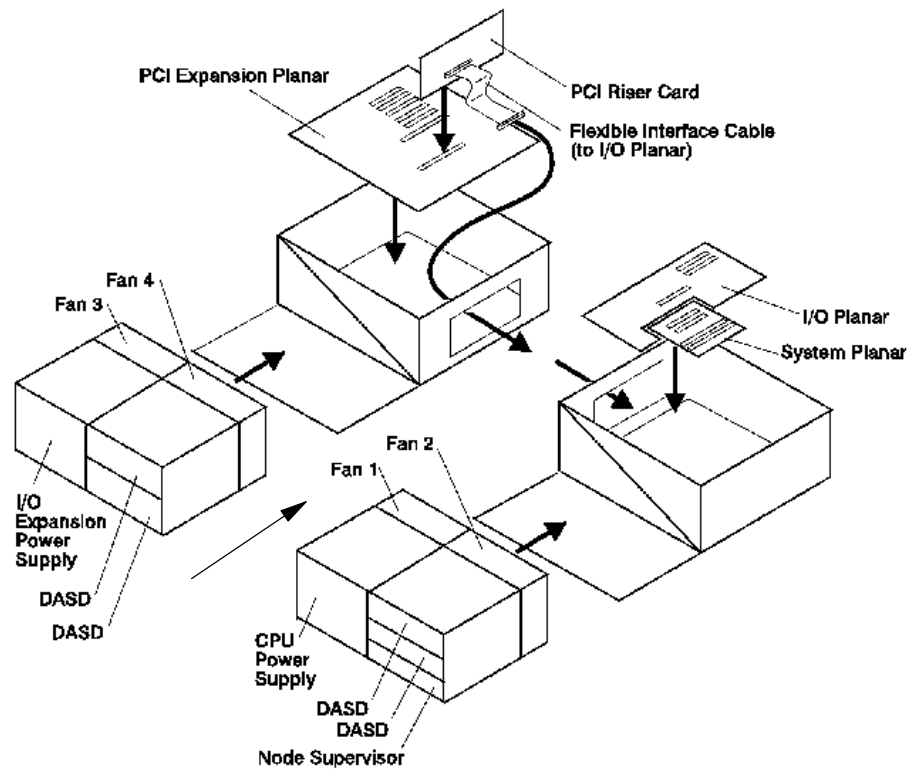 PCI Expansion Planar
PCI Riser Card
Flexible Interface Cable
(to I/O Planar)
Fan 4
Fan 3
I/O Planar
System Planar
Fan 2
Fan 1
I/O
Expansion
Power
Supply
DASD
DASD
CPU
Power
Supply
DASD
DASD
Node Supervisor